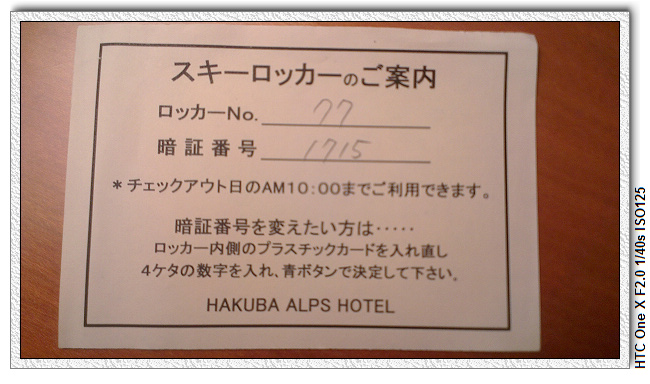 スキーロッカーのご案内
ロッカーNo. 77
暗証番号 1715
＊チェックアウト日のAM10：00までご利用できます。
暗証番号を変えたい方は・・・・・
ロッカー内側のプラスチックカードを入れ直し
４ケタの数字を入れ、青ボタンで決定して下さい。
HAKUBA ALPS HOTEL
HTC One X F2.0 1/40s ISO125